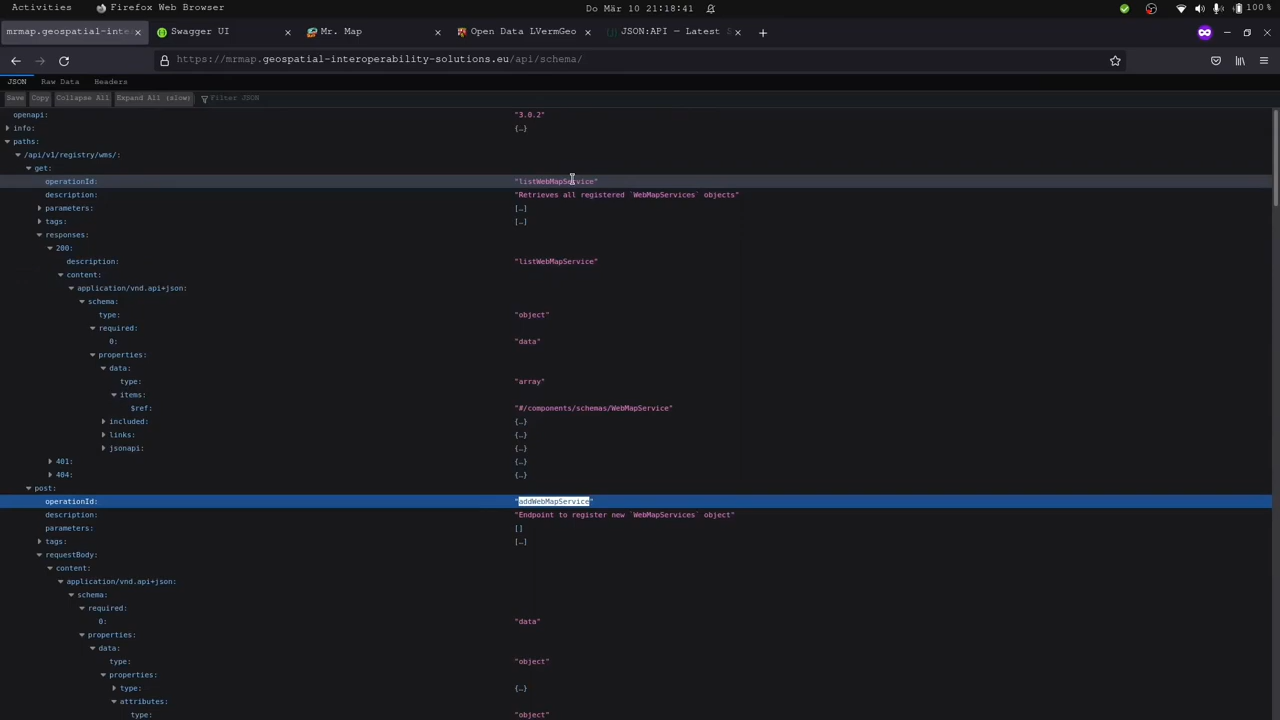 Activities Firefox Web Browser Do Mär 10 21:18:41 100 %
mrmap.geospatial-inte Swagger UI Mr. Map Open Data LVermGeo JSON:API — Latest S
https://mrmap.geospatial-interoperability-solutions.eu/api/schema/
JSON Raw Data Headers
Save Copy Collapse All Expand All (slow) Filter JSON
openapi: "3.0.2"
info: {…}
paths:
/api/v1/registry/wms/:
get:
operationId: "listWebMapService"
description: "Retrieves all registered `WebMapServices` objects"
parameters: […]
tags: […]
responses:
200:
description: "listWebMapService"
content:
application/vnd.api+json:
schema:
type: "object"
required:
0: "data"
properties:
data:
type: "array"
items:
$ref: "#/components/schemas/WebMapService"
included: {…}
links: {…}
jsonapi: {…}
401: {…}
404: {…}
post:
operationId: "addWebMapService"
description: "Endpoint to register new `WebMapServices` object"
parameters: []
tags: […]
requestBody:
content:
application/vnd.api+json:
schema:
required:
0: "data"
properties:
data:
type: "object"
properties:
type: {…}
attributes:
type: "object"